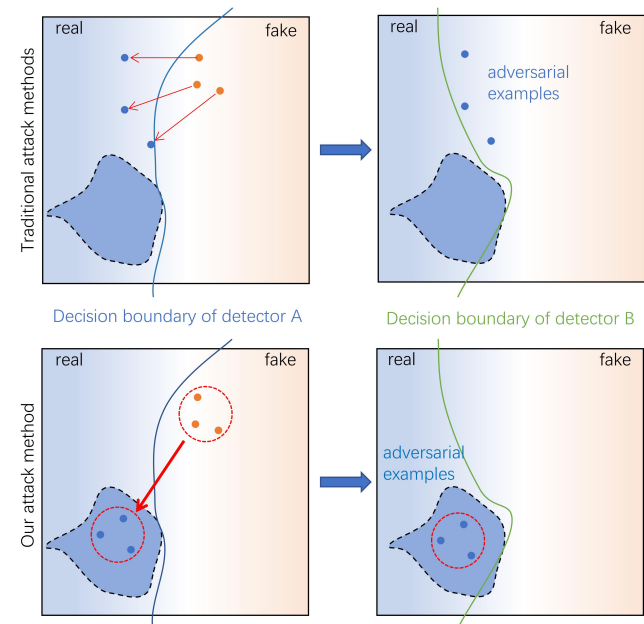 real
fake
real
fake
Traditional attack methods
adversarial
examples
Decision boundary of detector A
Decision boundary of detector B
real
fake
real
fake
Our attack method
adversarial
examples